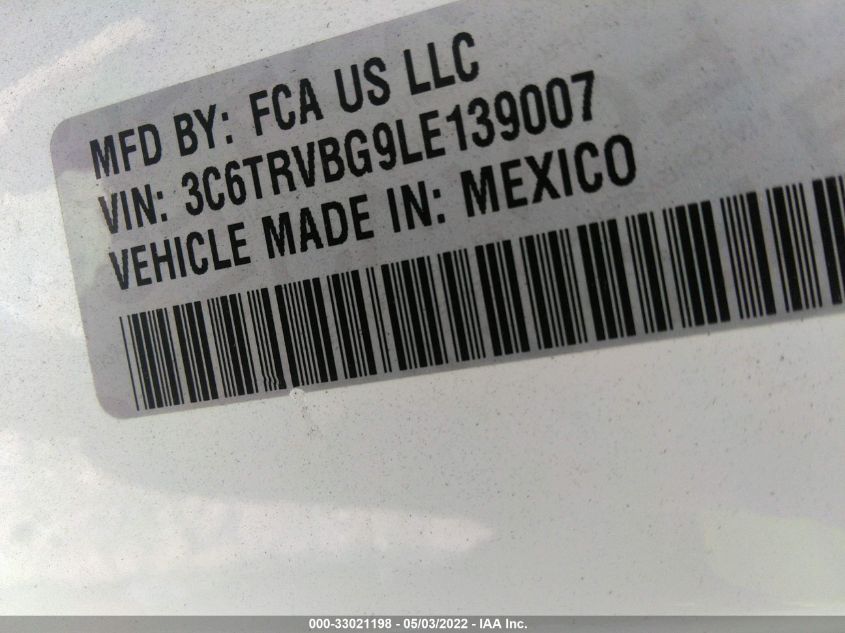 MFD BY: FCA US LLC
VIN: 3C6TRVBG9LE139007
VEHICLE MADE IN: MEXICO
000-33021198 - 05/03/2022 - IAA Inc.